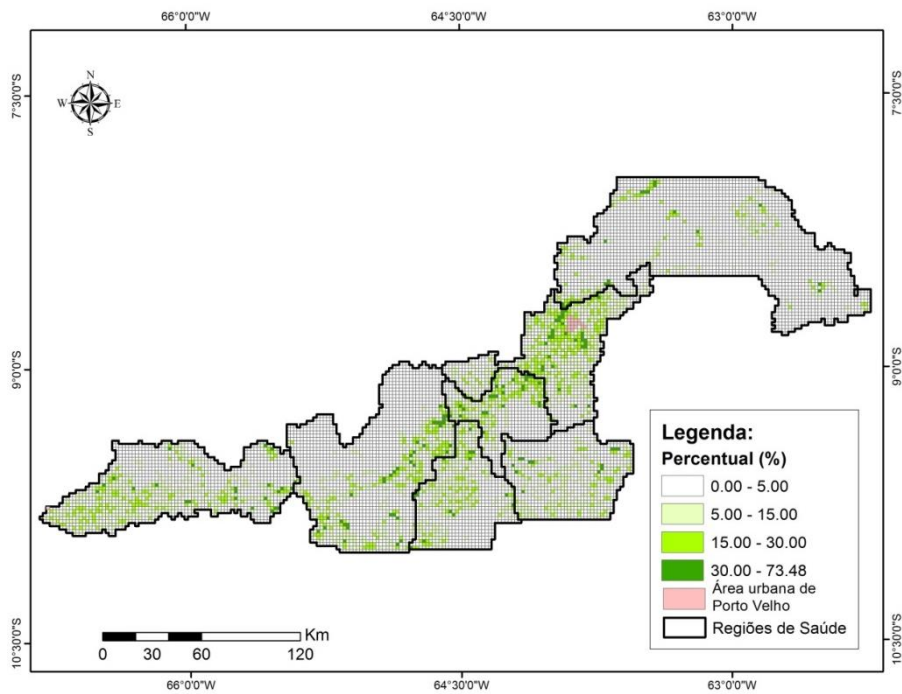 66°0'0"W 64°30'0"W 63°0'0"W
7°30'0"S 7°30'0"S
N
W E
S
9°0'0"S 9°0'0"S
Legenda:
Percentual (%)
0.00 - 5.00
5.00 - 15.00
15.00 - 30.00
30.00 - 73.48
Área urbana de
Porto Velho
Regiões de Saúde
Km
0 30 60 120
10°30'0"S 10°30'0"S
66°0'0"W 64°30'0"W 63°0'0"W